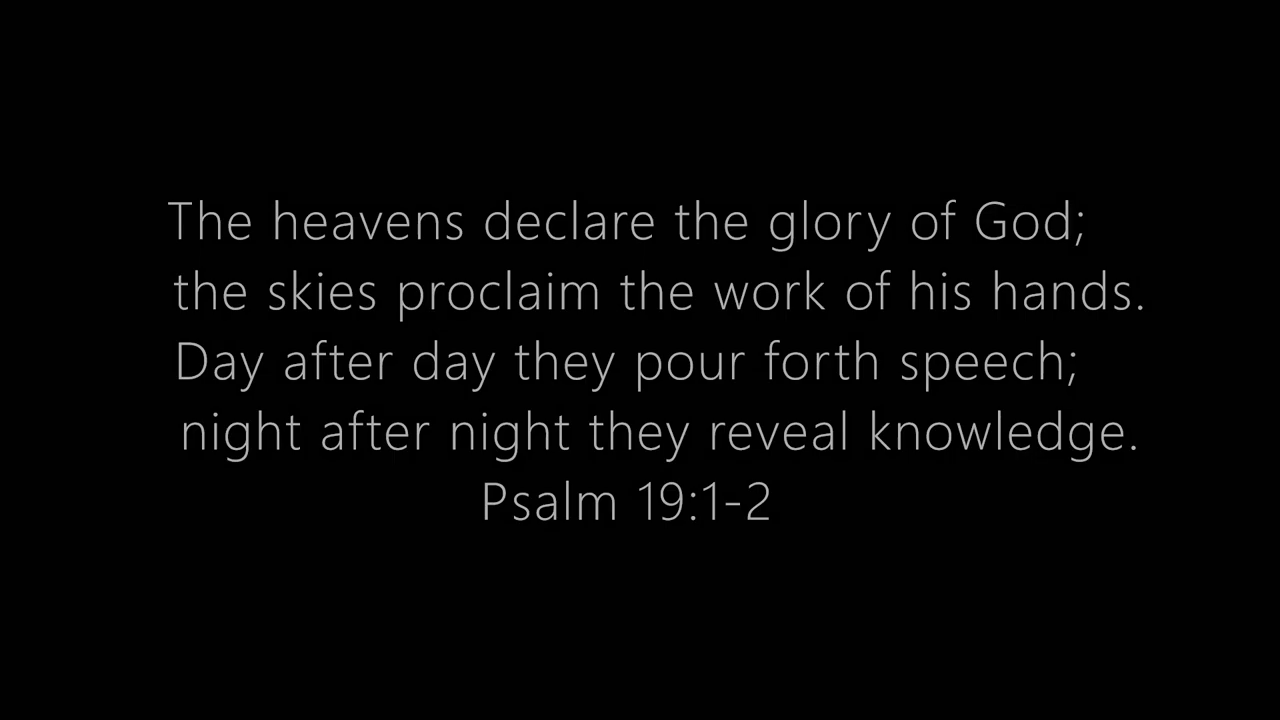 The heavens declare the glory of God;
the skies proclaim the work of his hands.
Day after day they pour forth speech;
night after night they reveal knowledge.
Psalm 19:1-2